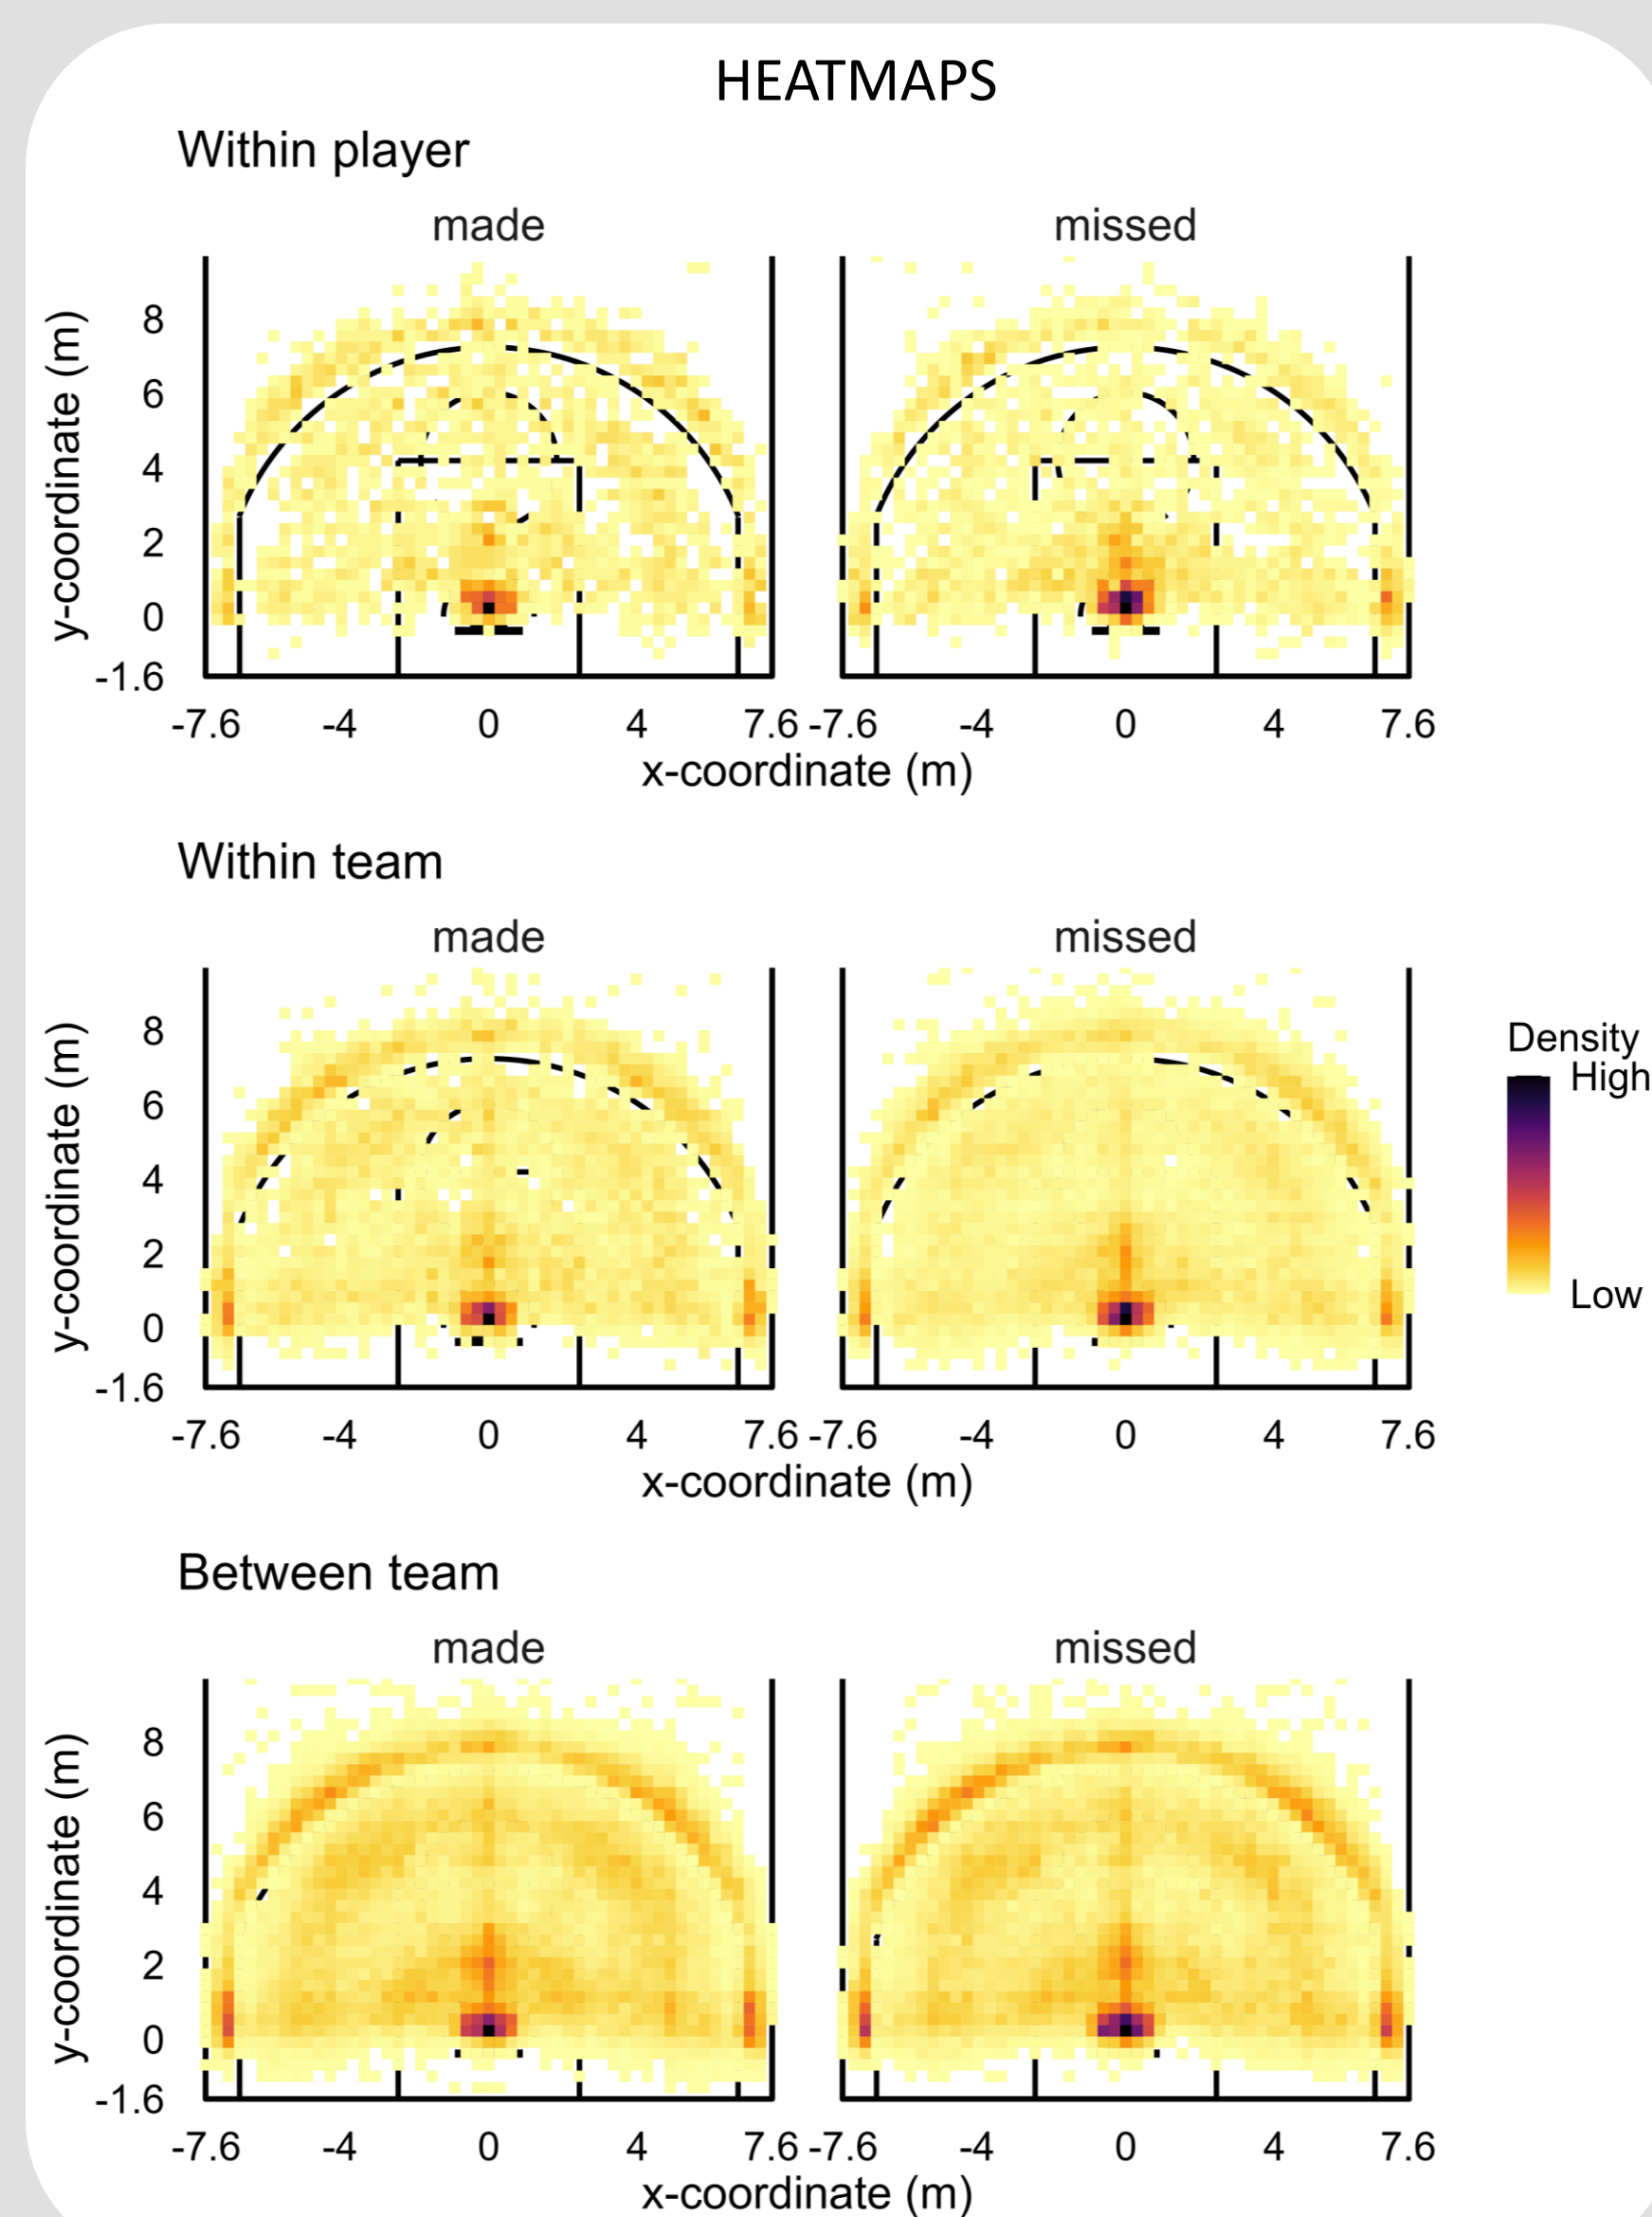 HEATMAPS
Within player
made missed
y-coordinate (m)
8
6
4
2
0
-1.6
-7.6 -4 0 4 7.6 -7.6 -4 0 4 7.6
x-coordinate (m)
Within team
made missed
y-coordinate (m)
8
6
4
2
0
-1.6
-7.6 -4 0 4 7.6 -7.6 -4 0 4 7.6
x-coordinate (m)
Density
High
Low
Between team
made missed
y-coordinate (m)
8
6
4
2
0
-1.6
-7.6 -4 0 4 7.6 -7.6 -4 0 4 7.6
x-coordinate (m)